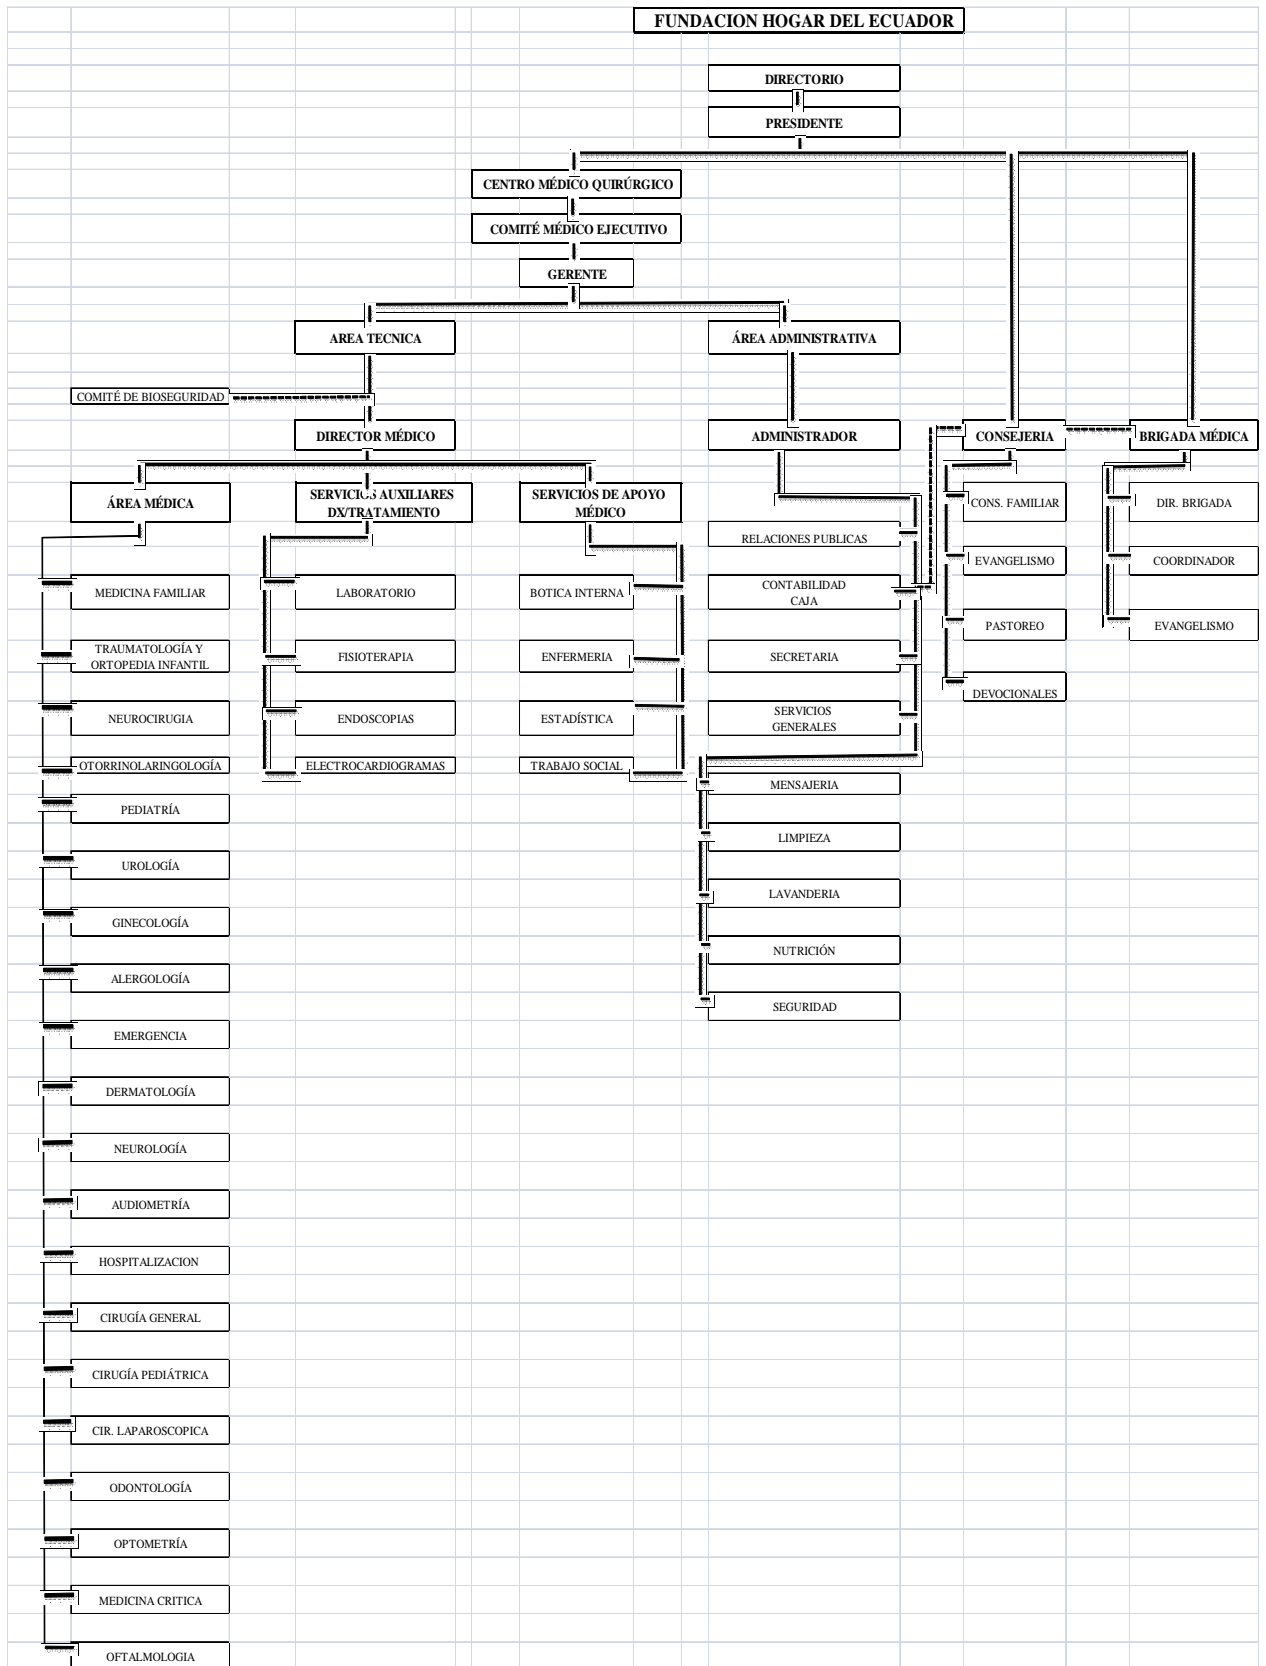 FUNDACION HOGAR DEL ECUADOR
DIRECTORIO
PRESIDENTE
CENTRO MÉDICO QUIRÚRGICO
COMITÉ MÉDICO EJECUTIVO
GERENTE
AREA TECNICA
ÁREA ADMINISTRATIVA
COMITÉ DE BIOSEGURIDAD
DIRECTOR MÉDICO
ADMINISTRADOR
CONSEJERIA
BRIGADA MÉDICA
ÁREA MÉDICA
SERVICIOS AUXILIARES
DX/TRATAMIENTO
SERVICIOS DE APOYO
MÉDICO
CONS. FAMILIAR
DIR. BRIGADA
RELACIONES PUBLICAS
EVANGELISMO
COORDINADOR
MEDICINA FAMILIAR
LABORATORIO
BOTICA INTERNA
CONTABILIDAD
CAJA
PASTOREO
EVANGELISMO
TRAUMATOLOGÍA Y
ORTOPEDIA INFANTIL
FISIOTERAPIA
ENFERMERIA
SECRETARIA
DEVOCIONALES
NEUROCIRUGIA
ENDOSCOPIAS
ESTADÍSTICA
SERVICIOS
GENERALES
OTORRINOLARINGOLOGÍA
ELECTROCARDIOGRAMAS
TRABAJO SOCIAL
MENSAJERIA
PEDIATRÍA
LIMPIEZA
UROLOGÍA
LAVANDERIA
GINECOLOGÍA
NUTRICIÓN
ALERGOLOGÍA
SEGURIDAD
EMERGENCIA
DERMATOLOGÍA
NEUROLOGÍA
AUDIOMETRÍA
HOSPITALIZACION
CIRUGÍA GENERAL
CIRUGÍA PEDIÁTRICA
CIR. LAPAROSCOPICA
ODONTOLOGÍA
OPTOMETRÍA
MEDICINA CRITICA
OFTALMOLOGIA